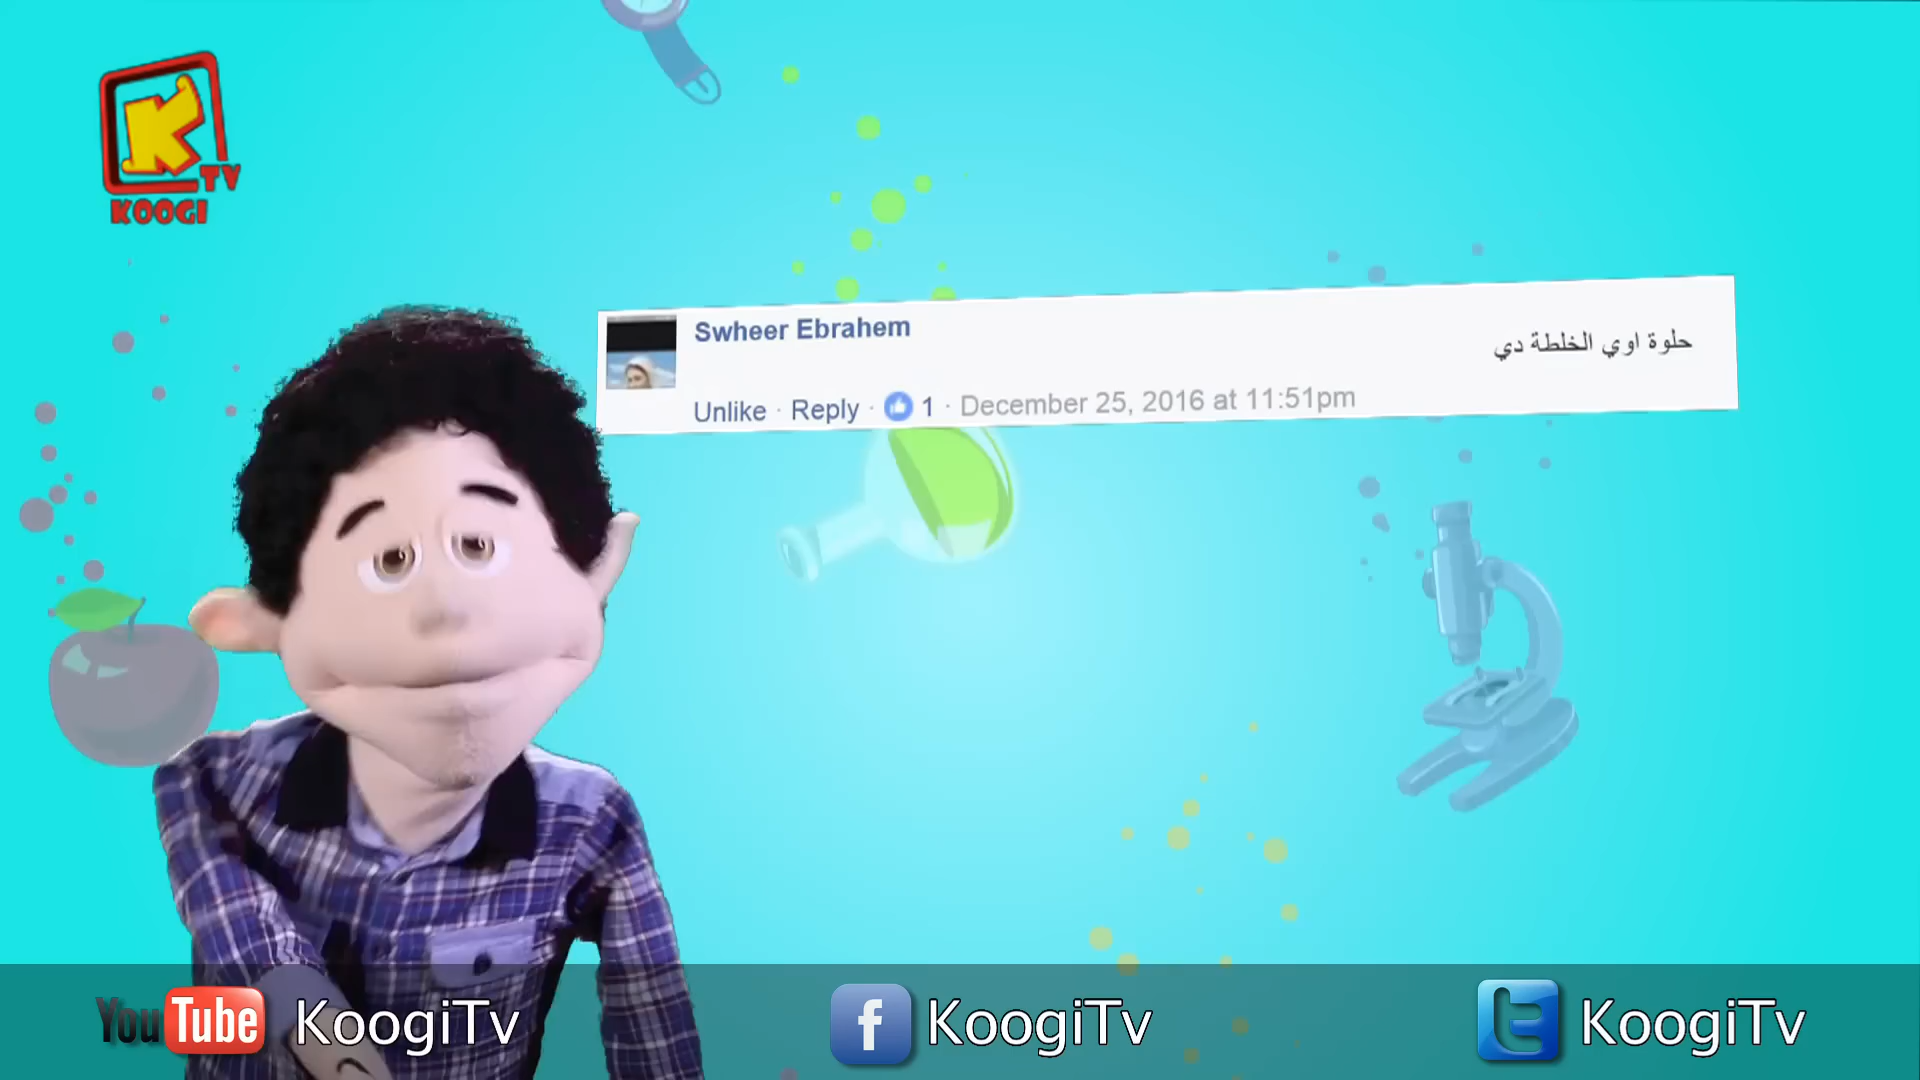 K
TV
KOOGI
Swheer Ebrahem
حلوة اوي الخلطة دي
Unlike · Reply · 1 · December 25, 2016 at 11:51pm
YouTube KoogiTv
f KoogiTv
t KoogiTv